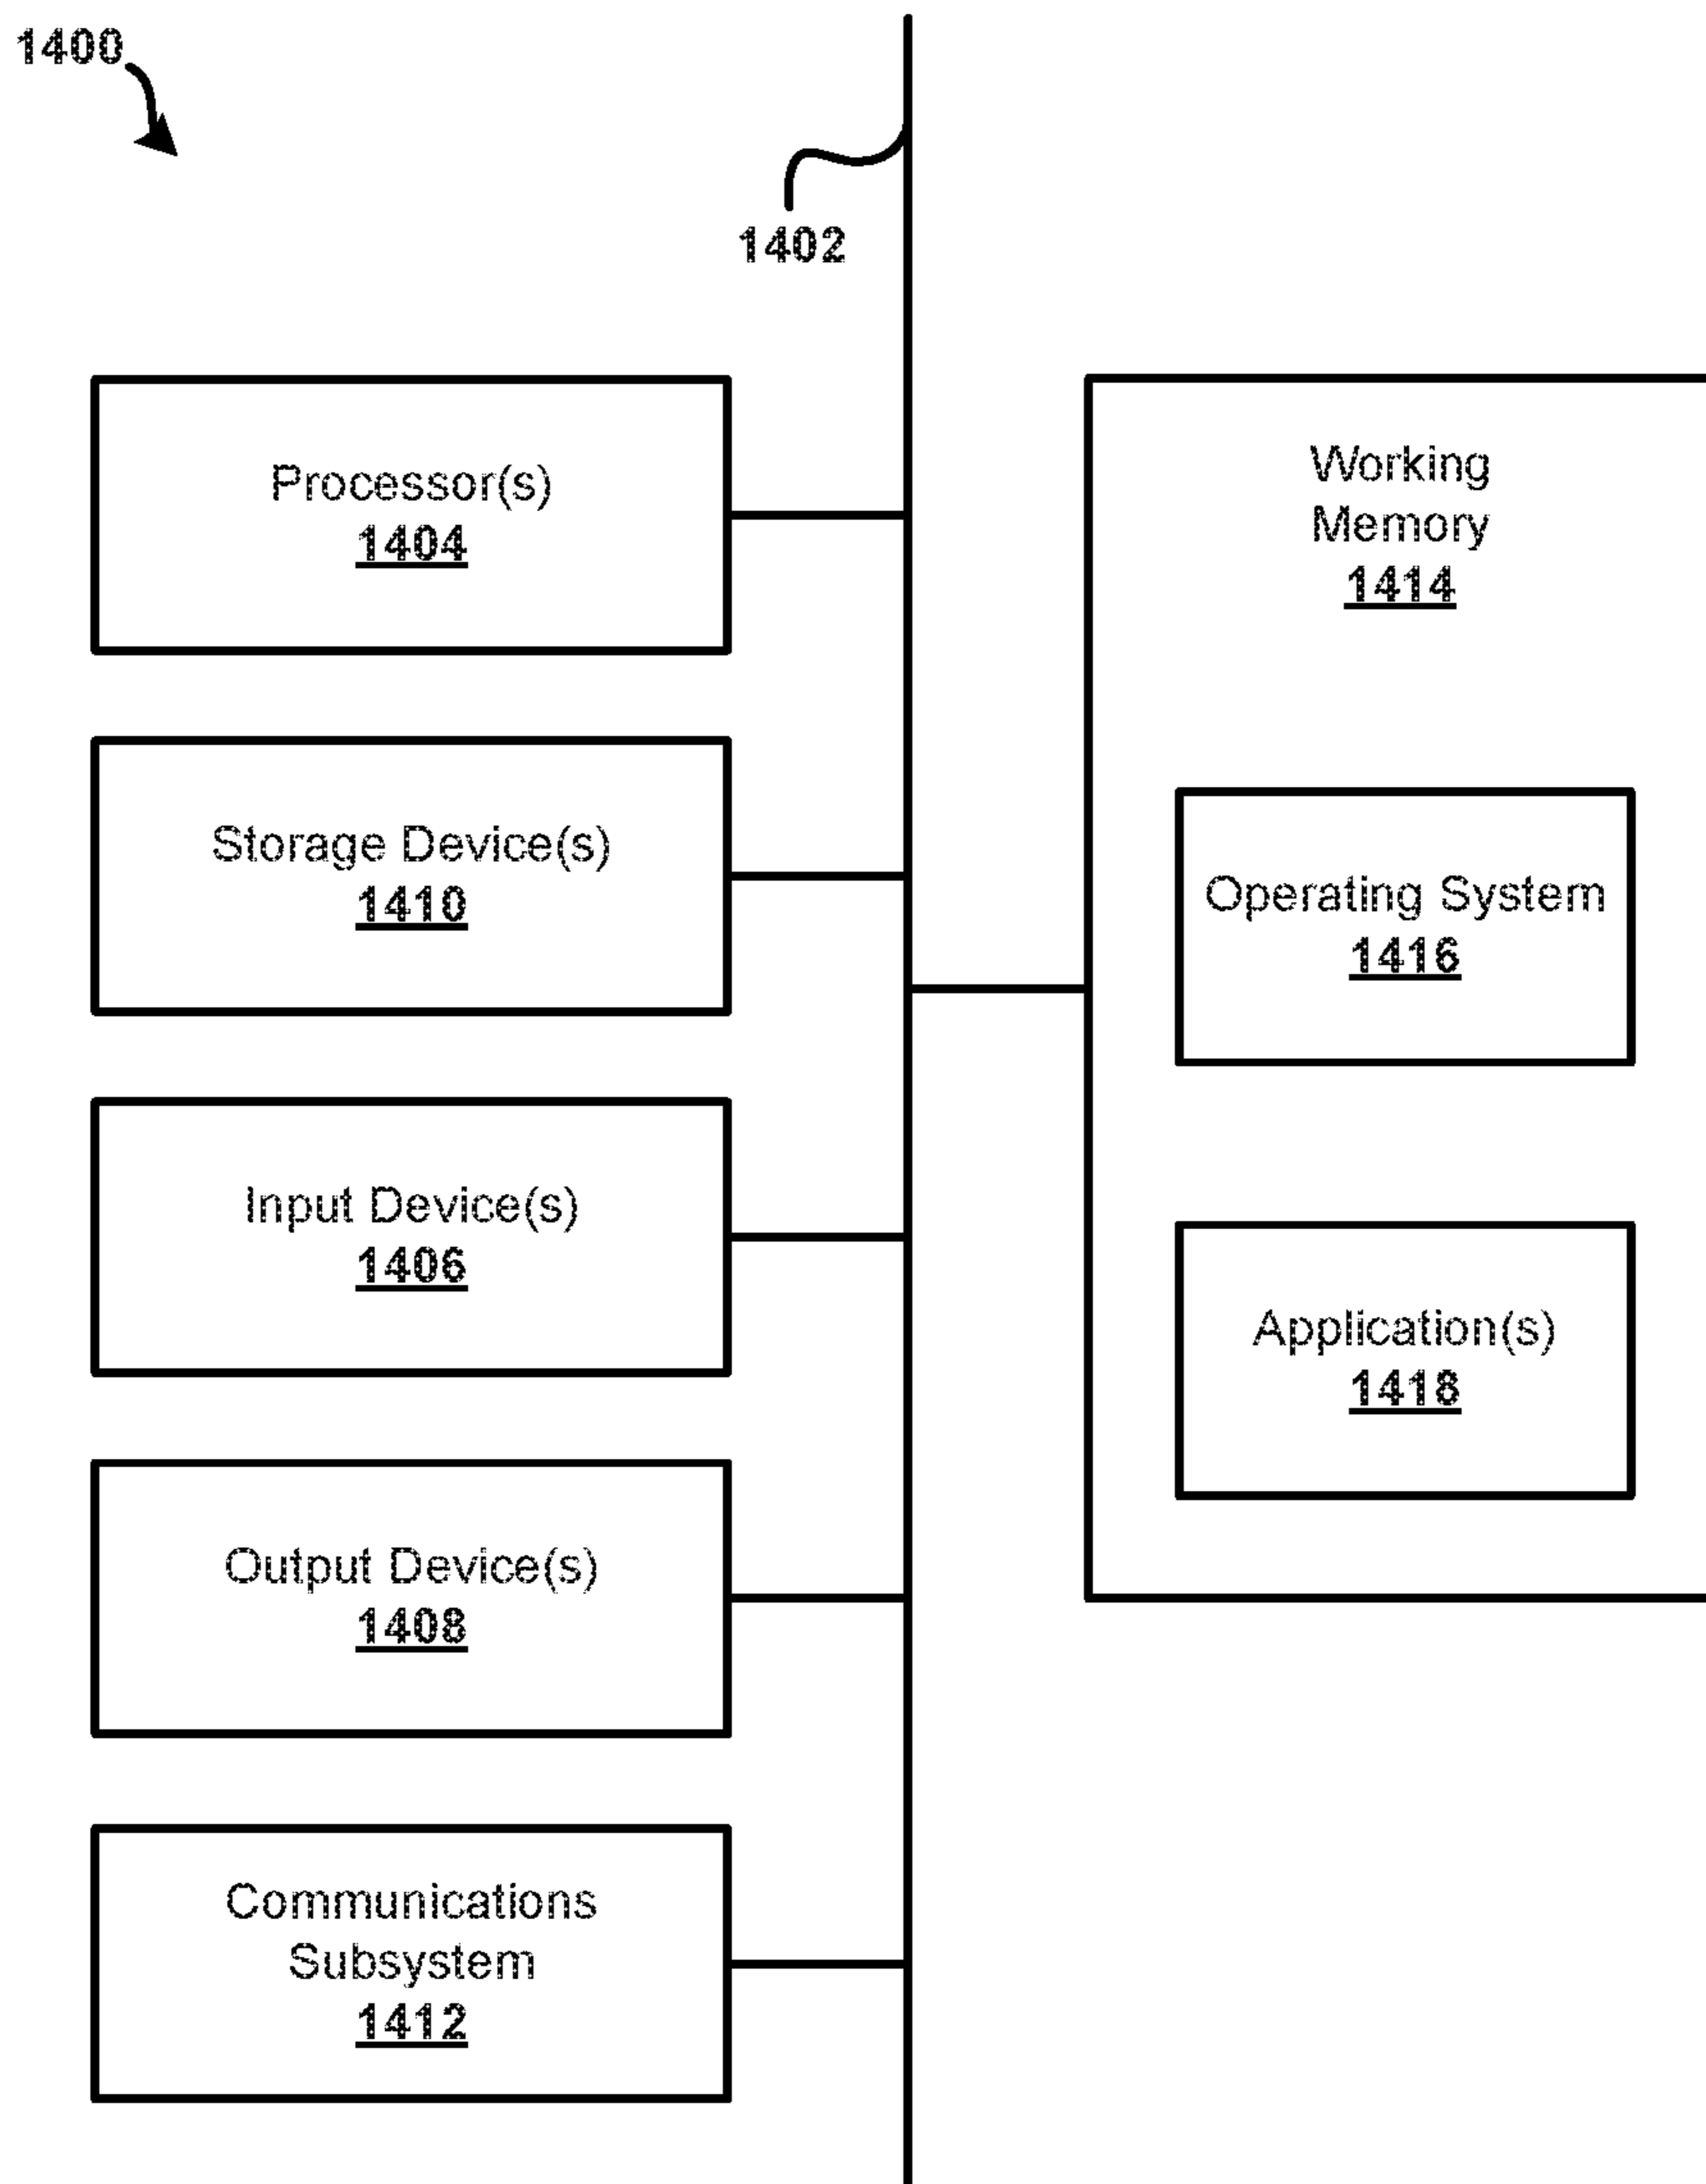 1400
1402
Processor(s)
1404
Storage Device(s)
1410
Input Device(s)
1406
Output Device(s)
1408
Communications
Subsystem
1412
Working
Memory
1414
Operating System
1416
Application(s)
1418